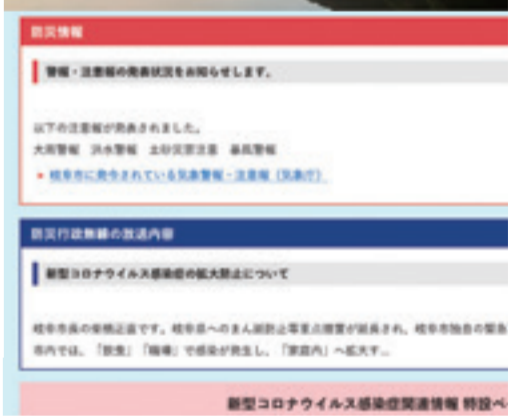 防災情報
警報・注意報の発表状況をお知らせします。
以下の注意報が発表されました。
大雨警報 洪水警報 土砂災害注意 暴風警報
岐阜市に発令されている気象警報・注意報（気象庁）
防災行政無線の放送内容
新型コロナウイルス感染症の拡大防止について
岐阜市長の柴橋正直です。岐阜県へのまん延防止等重点措置が延長され、岐阜市独自の緊急
市内では、「飲食」「職場」で感染が発生し、「家庭内」へ拡大す...
新型コロナウイルス感染症関連情報 特設ペ